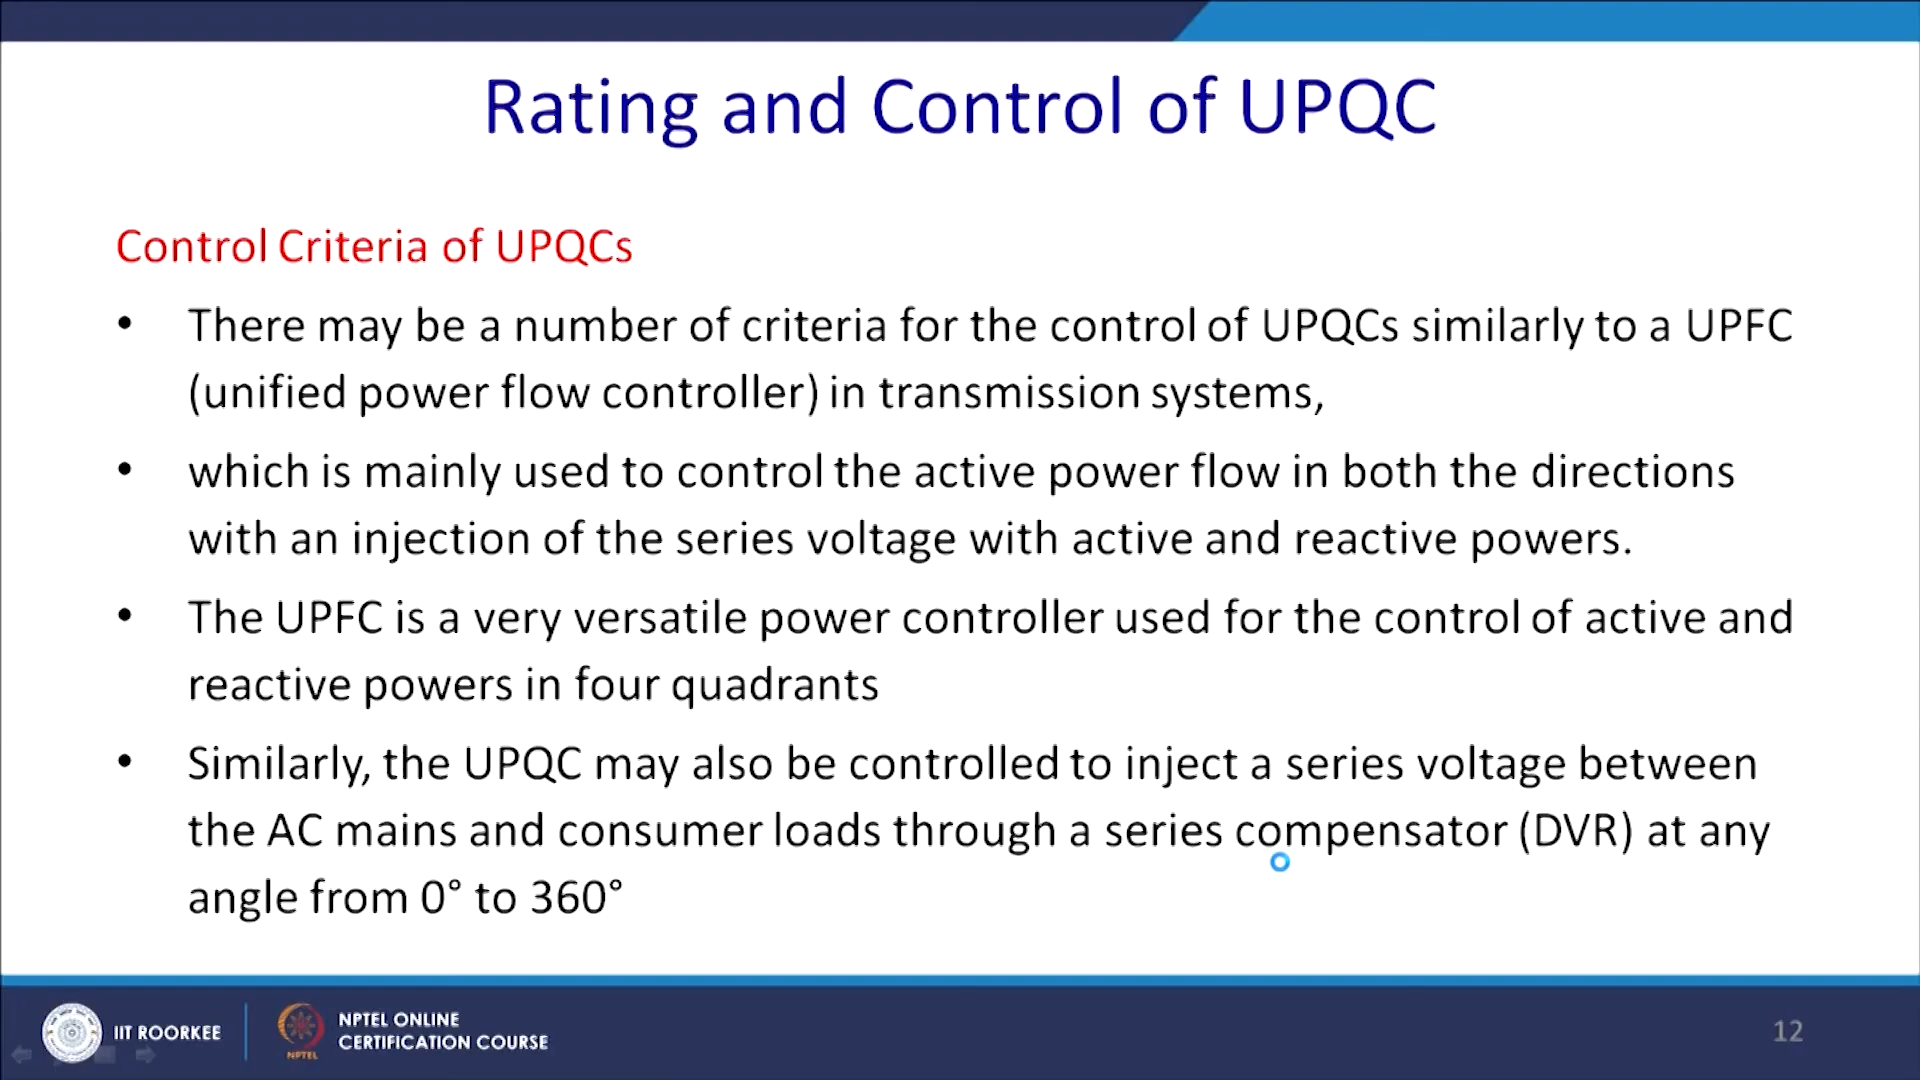 Rating and Control of UPQC
Control Criteria of UPQCs
• There may be a number of criteria for the control of UPQCs similarly to a UPFC
(unified power flow controller) in transmission systems,
• which is mainly used to control the active power flow in both the directions
with an injection of the series voltage with active and reactive powers.
• The UPFC is a very versatile power controller used for the control of active and
reactive powers in four quadrants
• Similarly, the UPQC may also be controlled to inject a series voltage between
the AC mains and consumer loads through a series compensator (DVR) at any
angle from 0° to 360°
IIT ROORKEE
NPTEL
NPTEL ONLINE
CERTIFICATION COURSE
12